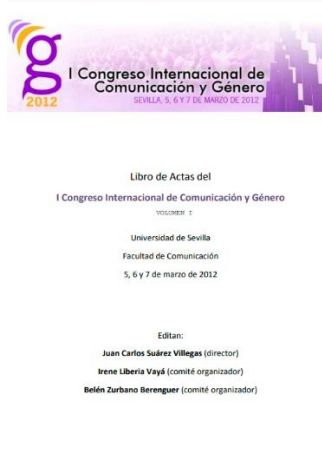 g
2012
I Congreso Internacional de
Comunicación y Género
SEVILLA, 5, 6 Y 7 DE MARZO DE 2012
Libro de Actas del
I Congreso Internacional de Comunicación y Género
VOLUMEN I
Universidad de Sevilla
Facultad de Comunicación
5, 6 y 7 de marzo de 2012
Editan:
Juan Carlos Suárez Villegas (director)
Irene Liberia Vayá (comité organizador)
Belén Zurbano Berenguer (comité organizador)